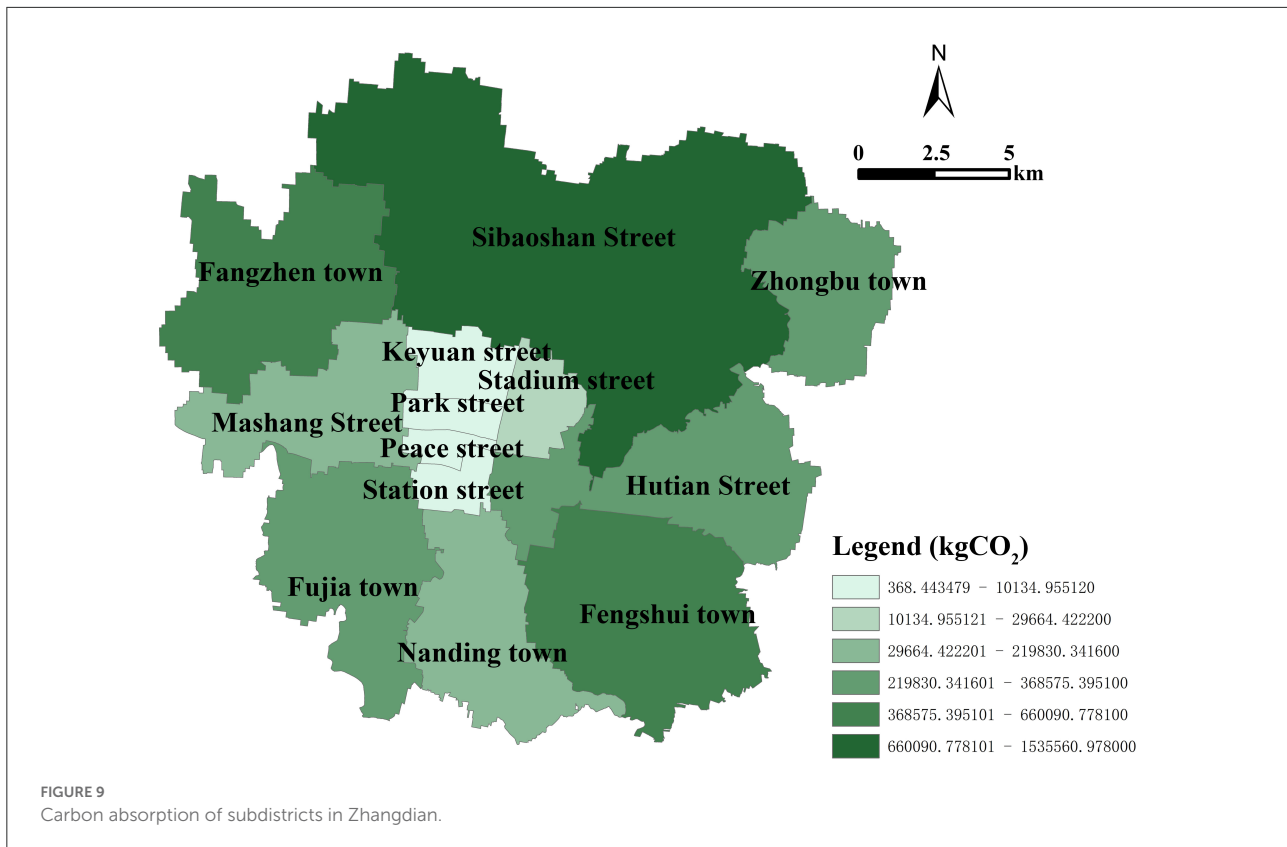 N
0 2.5 5
km
Sibaoshan Street
Fangzhen town
Zhongbu town
Keyuan street
Stadium street
Park street
Mashang Street
Peace street
Station street
Hutian Street
Fujia town
Fengshui town
Nanding town
Legend (kgCO₂)
368.443479 - 10134.955120
10134.955121 - 29664.422200
29664.422201 - 219830.341600
219830.341601 - 368575.395100
368575.395101 - 660090.778100
660090.778101 - 1535560.978000
FIGURE 9
Carbon absorption of subdistricts in Zhangdian.